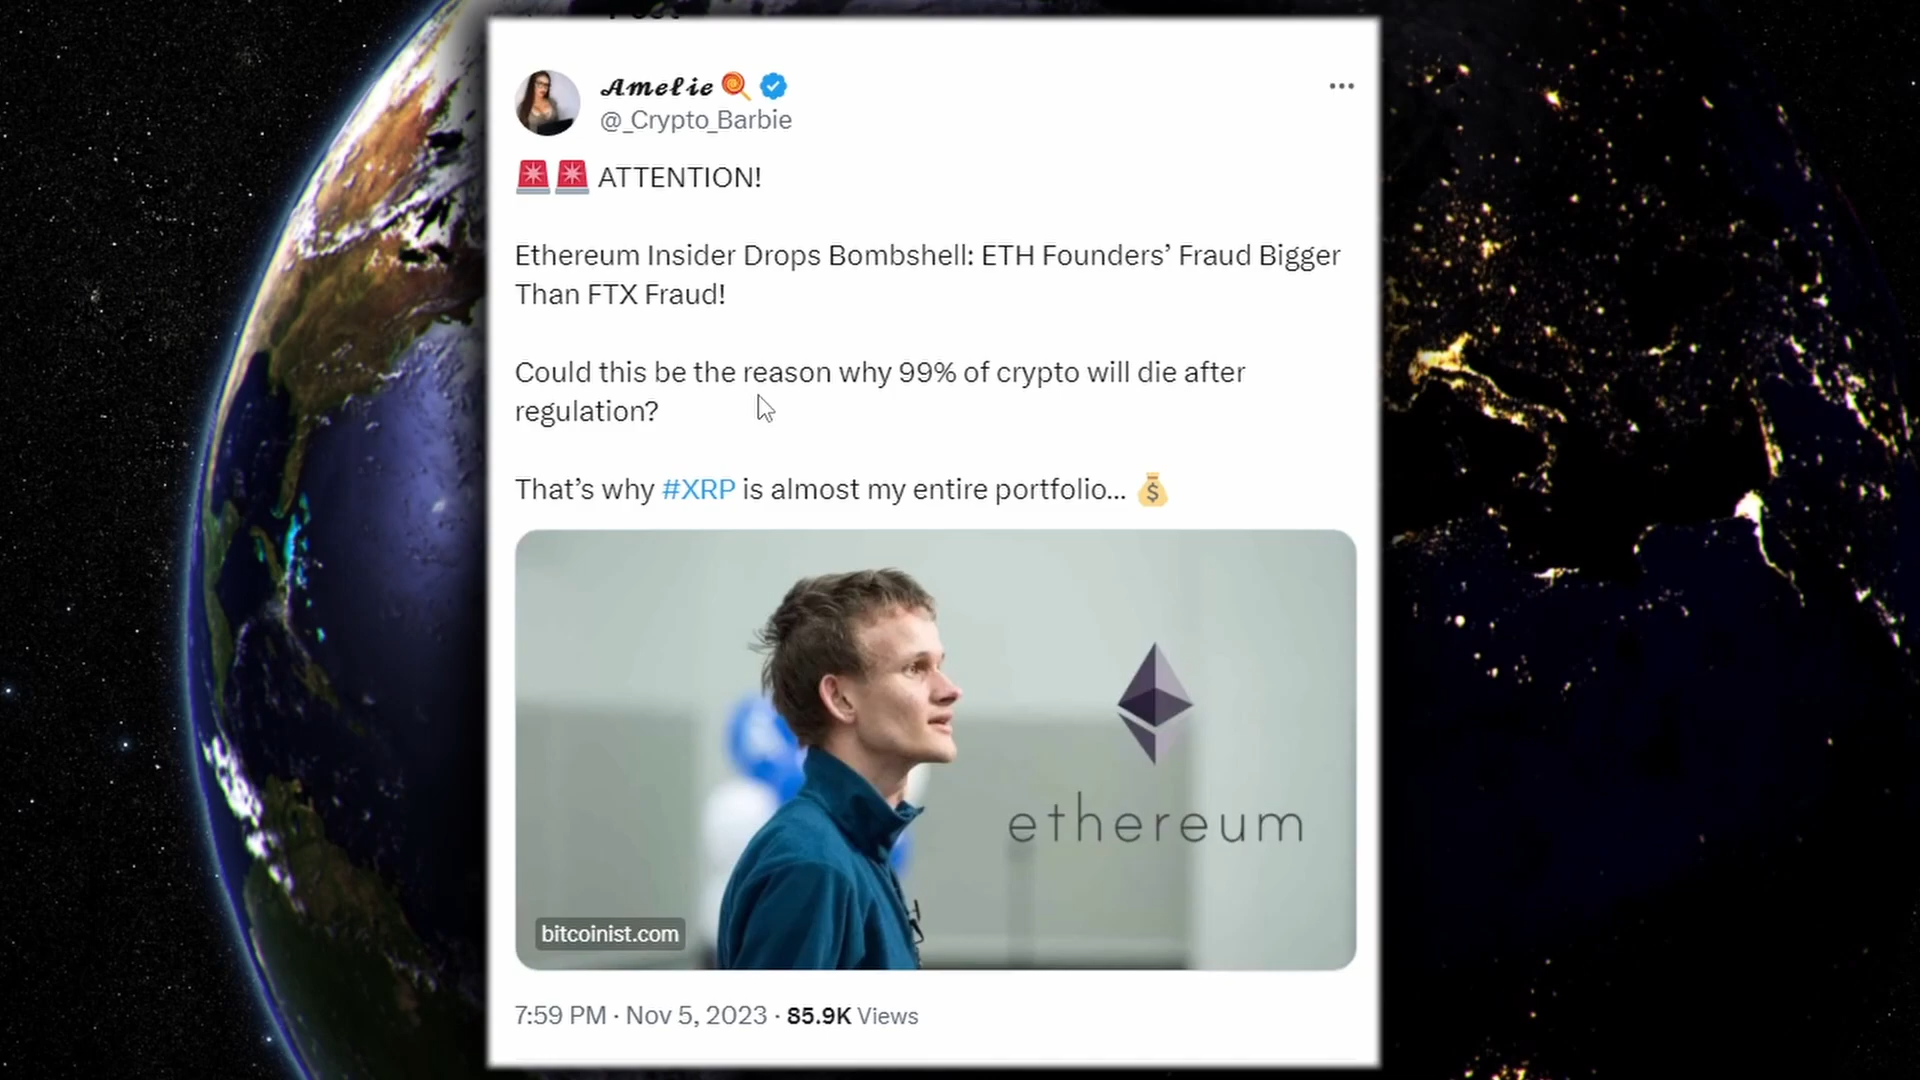 Amelie 🍭
@_Crypto_Barbie
🚨🚨 ATTENTION!
Ethereum Insider Drops Bombshell: ETH Founders’ Fraud Bigger
Than FTX Fraud!
Could this be the reason why 99% of crypto will die after
regulation?
That’s why #XRP is almost my entire portfolio... 💰
ethereum
bitcoinist.com
7:59 PM · Nov 5, 2023 · 85.9K Views